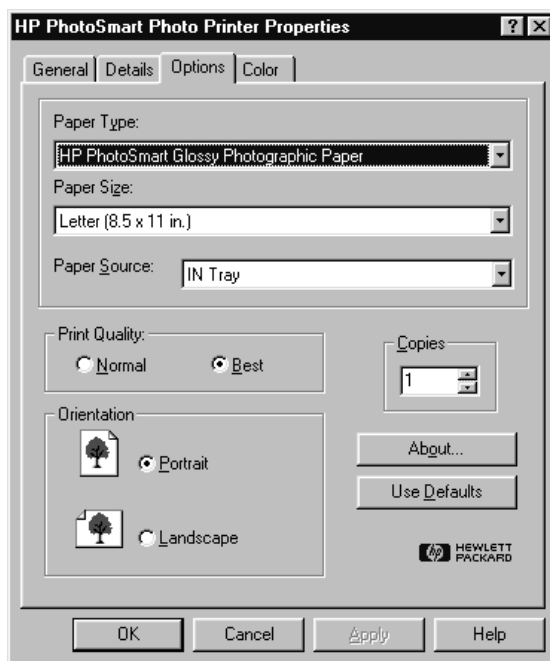 HP PhotoSmart Photo Printer Properties
General Details Options Color
Paper Type:
HP PhotoSmart Glossy Photographic Paper
Paper Size:
Letter (8.5 x 11 in.)
Paper Source: IN Tray
Print Quality:
Normal Best
Copies
1
Orientation
Portrait
Landscape
About...
Use Defaults
hp HEWLETT
PACKARD
OK Cancel Apply Help